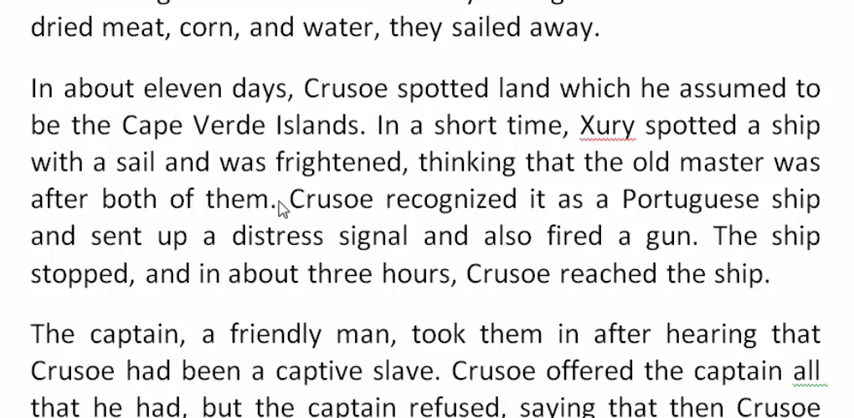 dried meat, corn, and water, they sailed away.
In about eleven days, Crusoe spotted land which he assumed to
be the Cape Verde Islands. In a short time, Xury spotted a ship
with a sail and was frightened, thinking that the old master was
after both of them. Crusoe recognized it as a Portuguese ship
and sent up a distress signal and also fired a gun. The ship
stopped, and in about three hours, Crusoe reached the ship.
The captain, a friendly man, took them in after hearing that
Crusoe had been a captive slave. Crusoe offered the captain all
that he had, but the captain refused, saying that then Crusoe